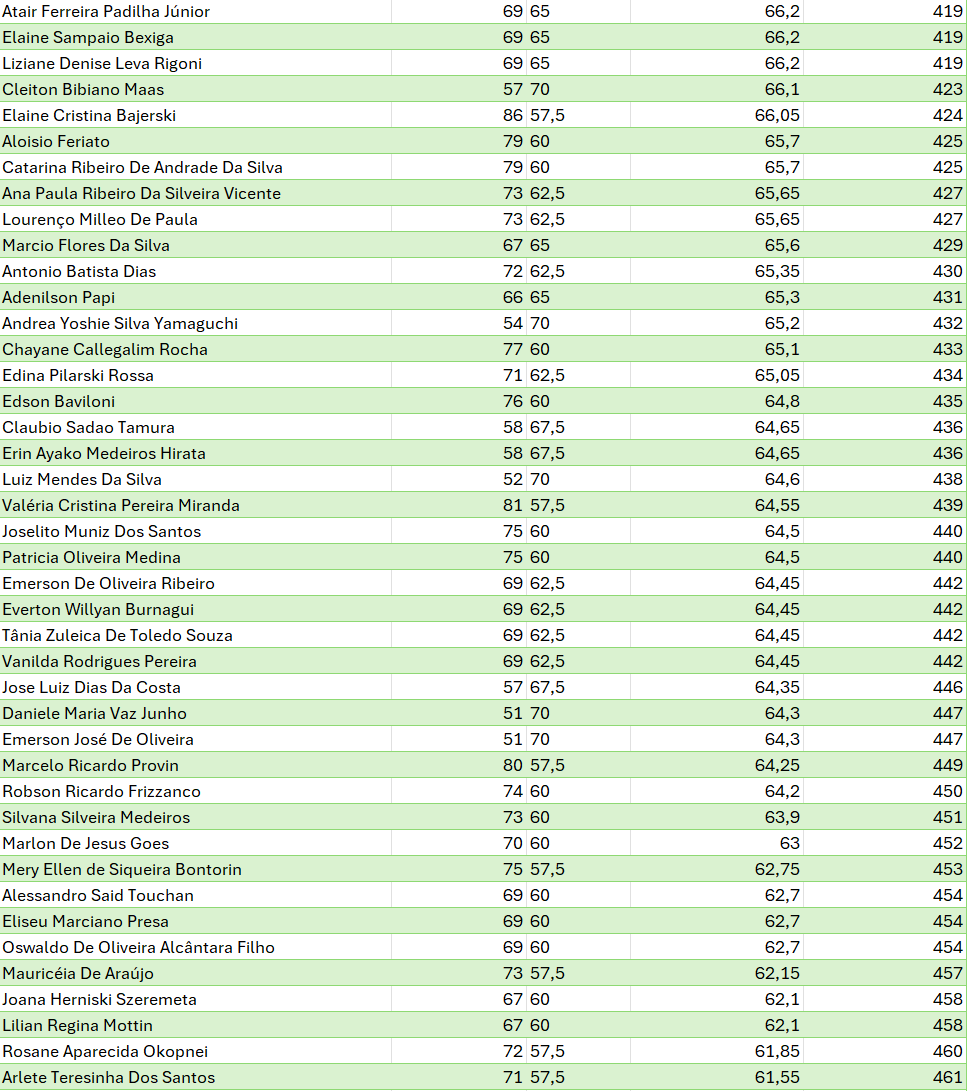 Atair Ferreira Padilha Júnior 69 65 66,2 419
Elaine Sampaio Bexiga 69 65 66,2 419
Liziane Denise Leva Rigoni 69 65 66,2 419
Cleiton Bibiano Maas 57 70 66,1 423
Elaine Cristina Bajerski 86 57,5 66,05 424
Aloisio Feriato 79 60 65,7 425
Catarina Ribeiro De Andrade Da Silva 79 60 65,7 425
Ana Paula Ribeiro Da Silveira Vicente 73 62,5 65,65 427
Lourenço Milleo De Paula 73 62,5 65,65 427
Marcio Flores Da Silva 67 65 65,6 429
Antonio Batista Dias 72 62,5 65,35 430
Adenilson Papi 66 65 65,3 431
Andrea Yoshie Silva Yamaguchi 54 70 65,2 432
Chayane Callegalim Rocha 77 60 65,1 433
Edina Pilarski Rossa 71 62,5 65,05 434
Edson Baviloni 76 60 64,8 435
Claubio Sadao Tamura 58 67,5 64,65 436
Erin Ayako Medeiros Hirata 58 67,5 64,65 436
Luiz Mendes Da Silva 52 70 64,6 438
Valéria Cristina Pereira Miranda 81 57,5 64,55 439
Joselito Muniz Dos Santos 75 60 64,5 440
Patricia Oliveira Medina 75 60 64,5 440
Emerson De Oliveira Ribeiro 69 62,5 64,45 442
Everton Willyan Burnagui 69 62,5 64,45 442
Tânia Zuleica De Toledo Souza 69 62,5 64,45 442
Vanilda Rodrigues Pereira 69 62,5 64,45 442
Jose Luiz Dias Da Costa 57 67,5 64,35 446
Daniele Maria Vaz Junho 51 70 64,3 447
Emerson José De Oliveira 51 70 64,3 447
Marcelo Ricardo Provin 80 57,5 64,25 449
Robson Ricardo Frizzanco 74 60 64,2 450
Silvana Silveira Medeiros 73 60 63,9 451
Marlon De Jesus Goes 70 60 63 452
Mery Ellen de Siqueira Bontorin 75 57,5 62,75 453
Alessandro Said Touchan 69 60 62,7 454
Eliseu Marciano Presa 69 60 62,7 454
Oswaldo De Oliveira Alcântara Filho 69 60 62,7 454
Mauricéia De Araújo 73 57,5 62,15 457
Joana Herniski Szeremeta 67 60 62,1 458
Lilian Regina Mottin 67 60 62,1 458
Rosane Aparecida Okopnei 72 57,5 61,85 460
Arlete Teresinha Dos Santos 71 57,5 61,55 461